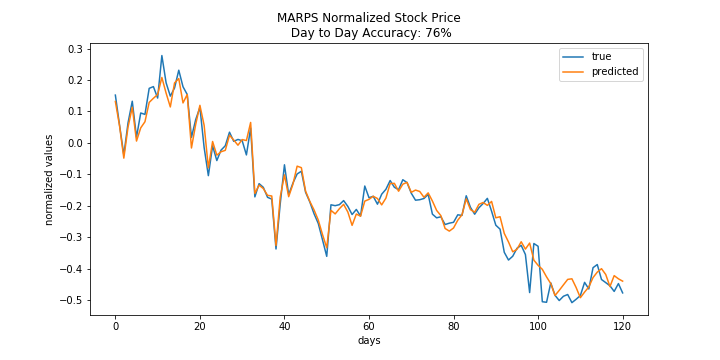 MARPS Normalized Stock Price
Day to Day Accuracy: 76%
true
predicted
normalized values
0.3
0.2
0.1
0.0
−0.1
−0.2
−0.3
−0.4
−0.5
0
20
40
60
80
100
120
days